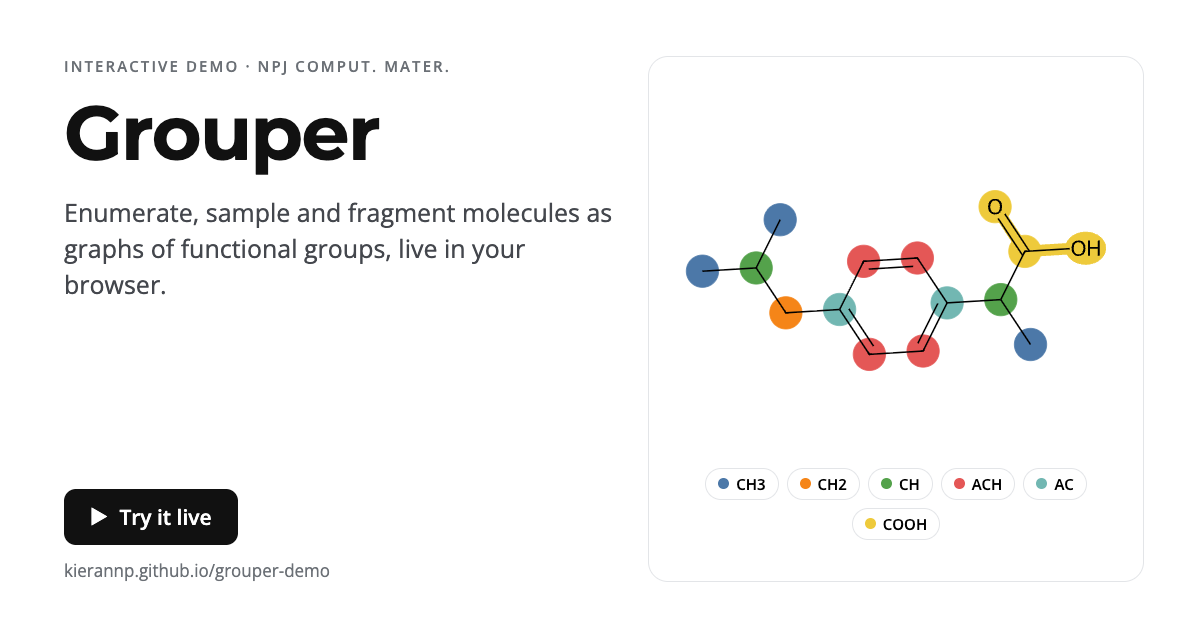 INTERACTIVE DEMO · NPJ COMPUT. MATER.
Grouper
Enumerate, sample and fragment molecules as
graphs of functional groups, live in your
browser.
Try it live
kierannp.github.io/grouper-demo
O
OH
CH3
CH2
CH
ACH
AC
COOH